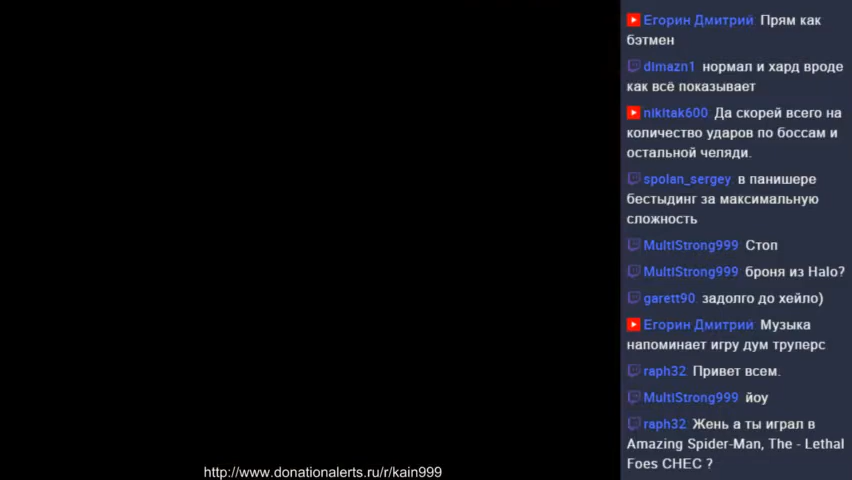 Егорин Дмитрий Прям как
бэтмен
dimazn1 нормал и хард вроде
как всё показывает
nikitak600 Да скорей всего на
количество ударов по боссам и
остальной челяди.
spolan_sergey в панишере
бестыдинг за максимальную
сложность
MultiStrong999 Стоп
MultiStrong999 броня из Halo?
garett90 задолго до хейло)
Егорин Дмитрий Музыка
напоминает игру дум труперс
raph32 Привет всем.
MultiStrong999 йоу
raph32 Жень а ты играл в
Amazing Spider-Man, The - Lethal
Foes СНЕС ?
http://www.donationalerts.ru/r/kain999